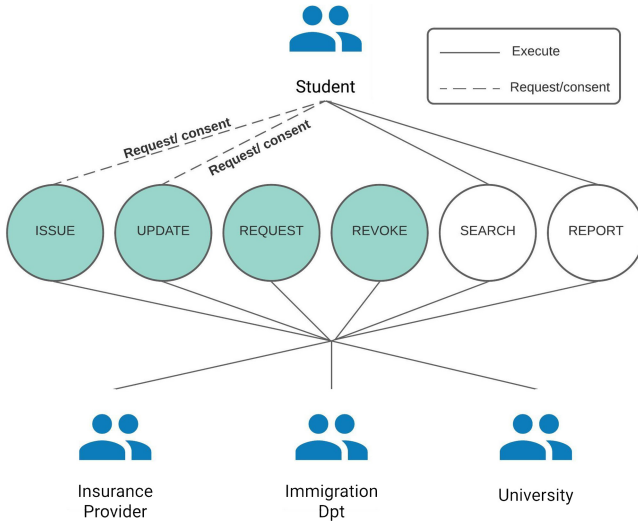 Execute
Student
Request/consent
Request/ consent
Request/ consent
ISSUE
UPDATE
REQUEST
REVOKE
SEARCH
REPORT
Insurance
Provider
Immigration
Dpt
University